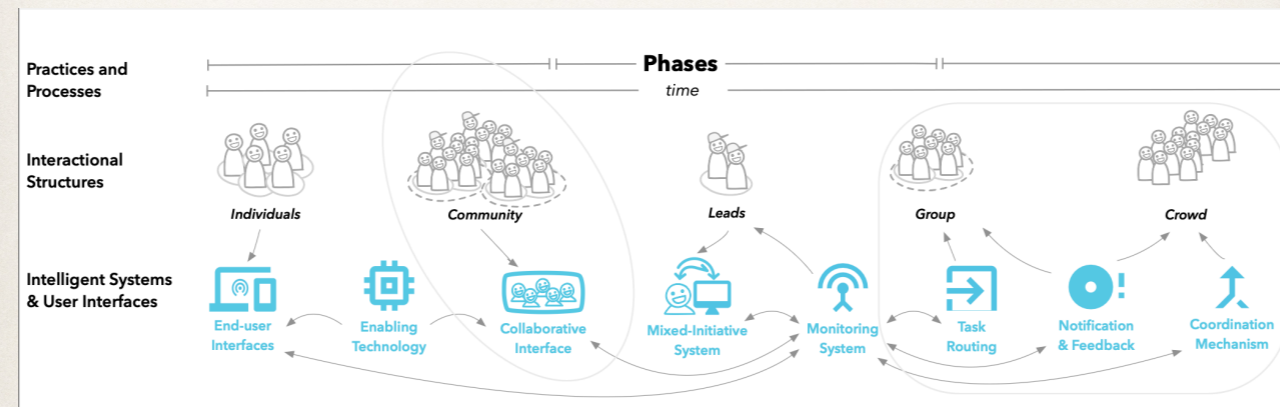 Practices and
Processes
Phases
time
Interactional
Structures
Individuals
Community
Leads
Group
Crowd
Intelligent Systems
& User Interfaces
End-user
Interfaces
Enabling
Technology
Collaborative
Interface
Mixed-Initiative
System
Monitoring
System
Task
Routing
Notification
& Feedback
Coordination
Mechanism